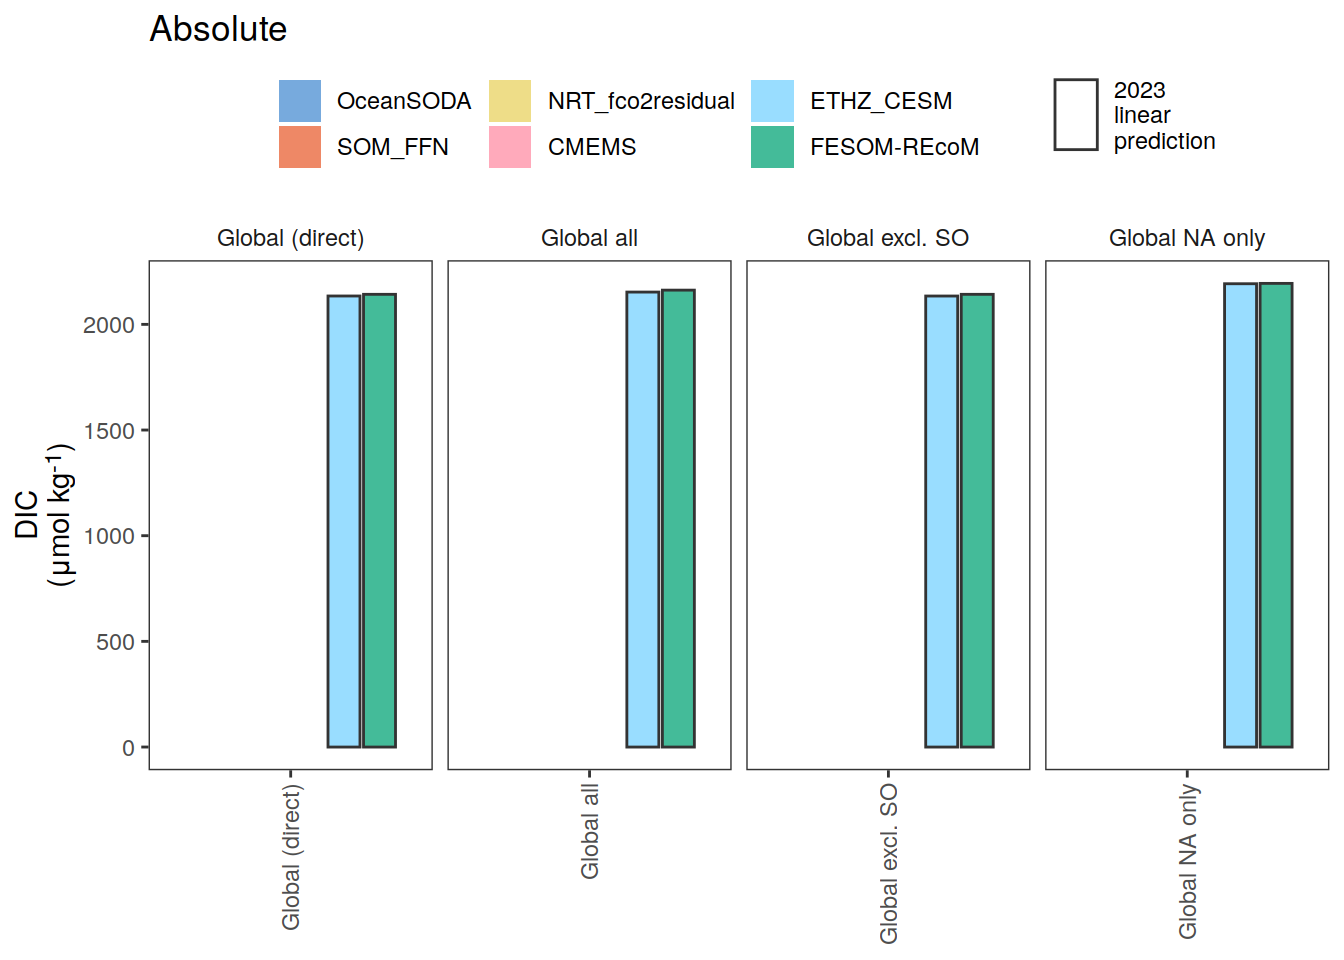 Absolute
OceanSODA
NRT_fco2residual
ETHZ_CESM
SOM_FFN
CMEMS
FESOM-REcoM
2023
linear
prediction
Global (direct)
Global all
Global excl. SO
Global NA only
DIC
(μmol kg⁻¹)
2000
1500
1000
500
0
Global (direct)
Global all
Global excl. SO
Global NA only